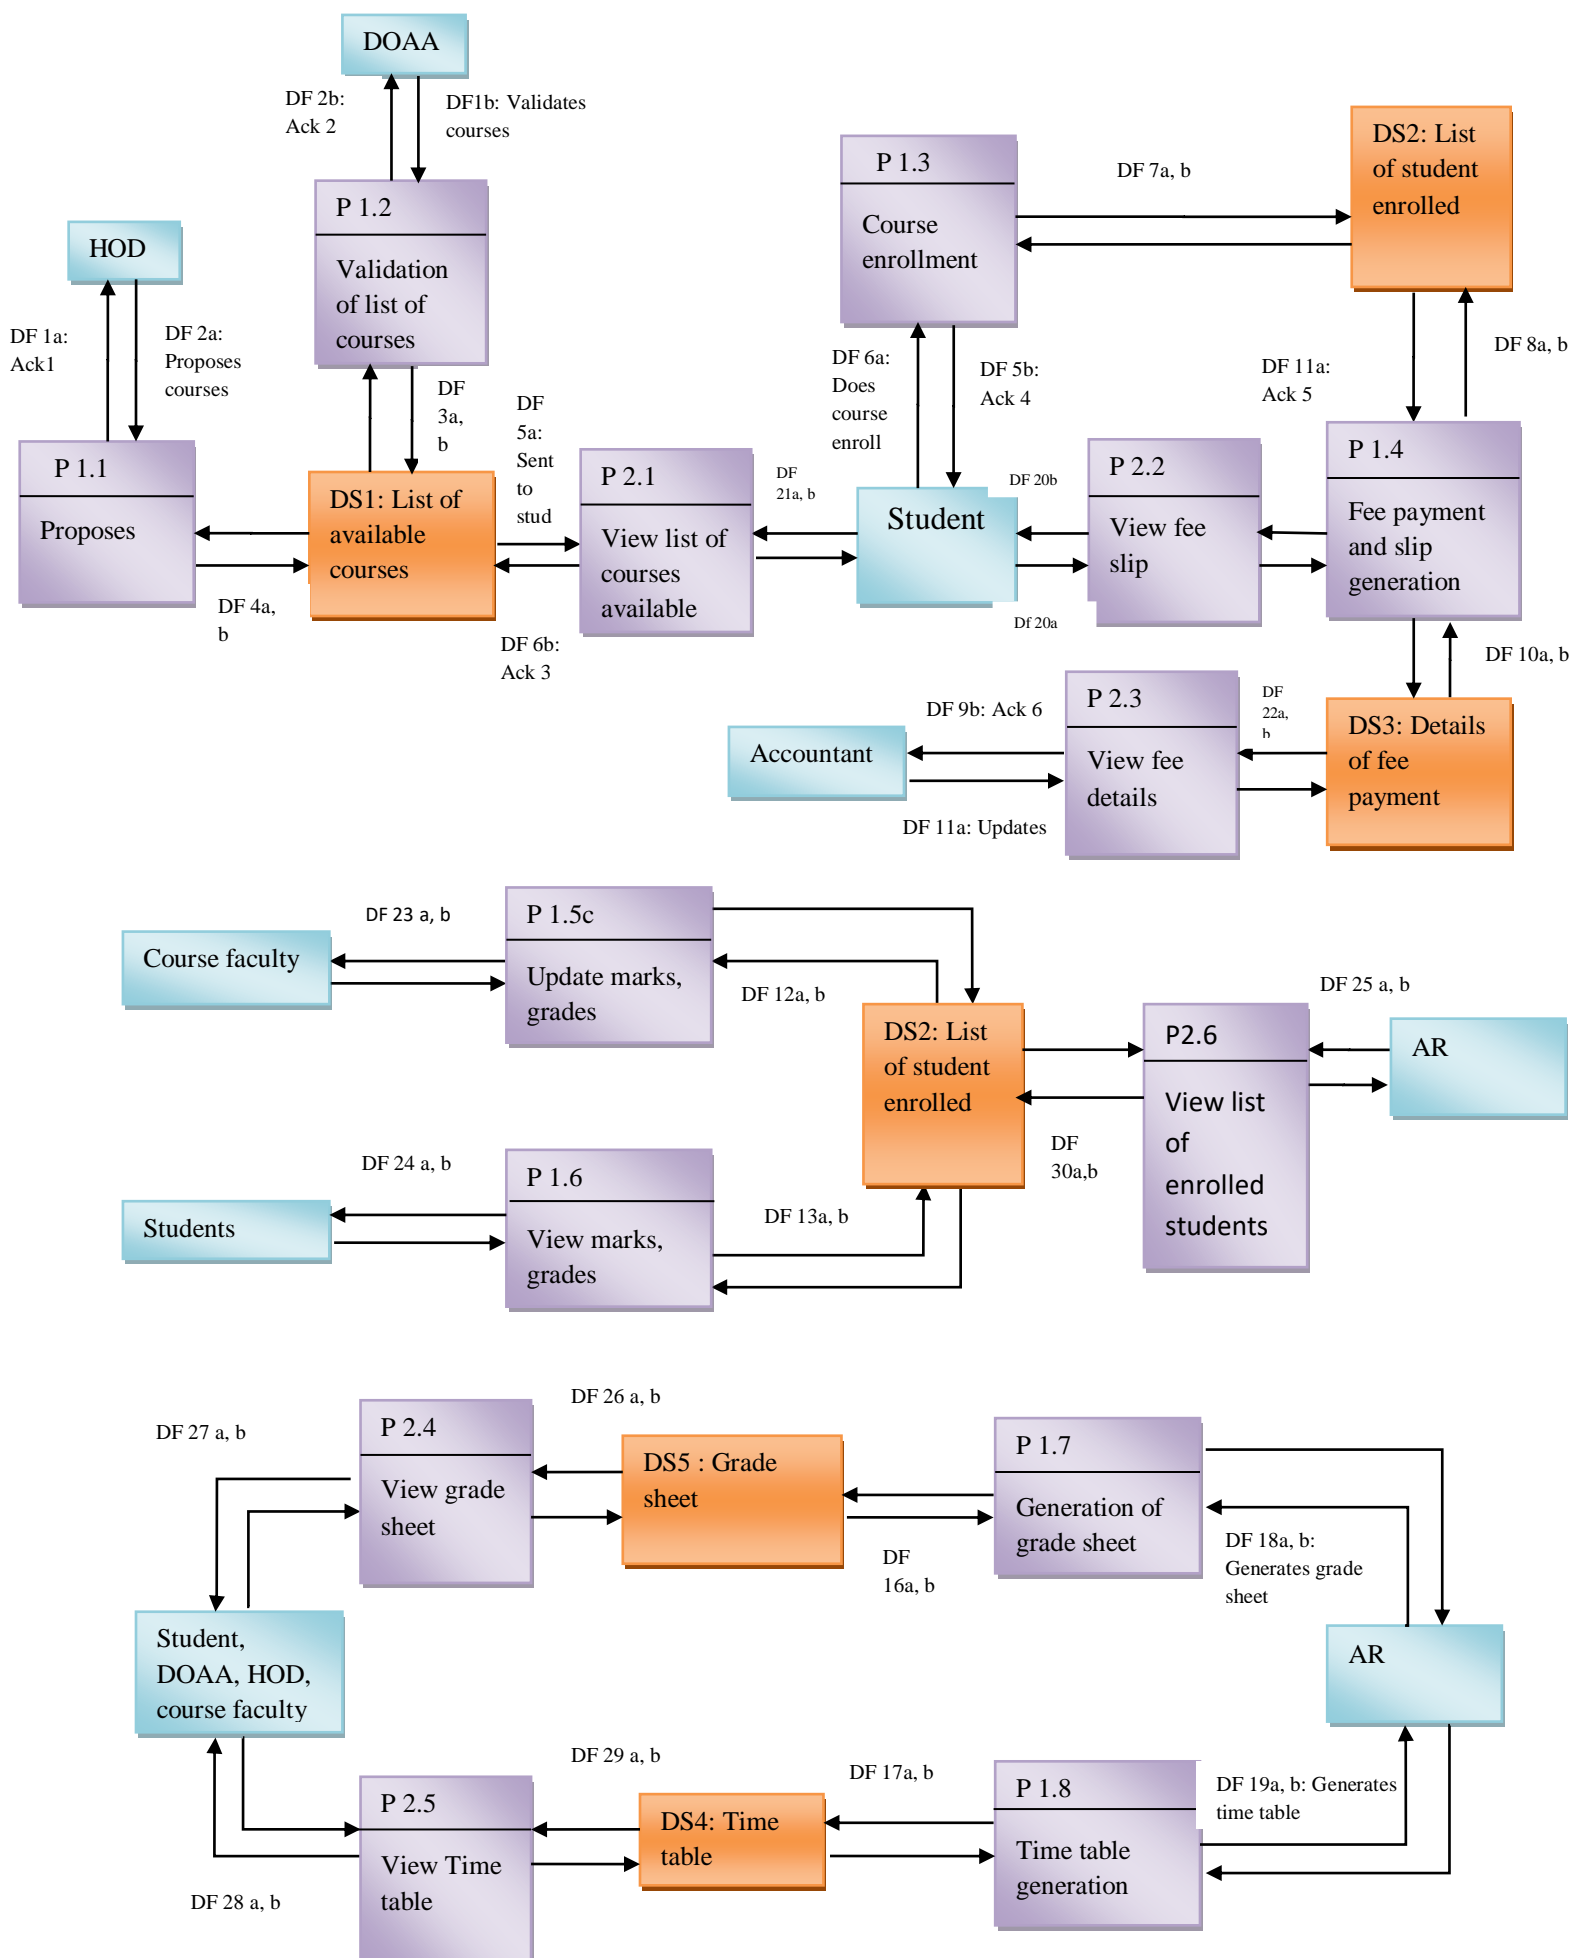 DOAA
DF 2b:
Ack 2
DF1b: Validates
courses
P 1.2
Validation
of list of
courses
HOD
DF 1a:
Ack1
DF 2a:
Proposes
courses
P 1.1
Proposes
DF 4a,
b
DF
3a,
b
DS1: List of
available
courses
DF
5a:
Sent
to
stud
DF 6b:
Ack 3
P 2.1
View list of
courses
available
DF
21a, b
P 1.3
Course
enrollment
DF 7a, b
DS2: List
of student
enrolled
DF 6a:
Does
course
enroll
DF 5b:
Ack 4
DF 11a:
Ack 5
DF 8a, b
Student
DF 20b
Df 20a
P 2.2
View fee
slip
P 1.4
Fee payment
and slip
generation
DF 10a, b
DF 9b: Ack 6
Accountant
DF 11a: Updates
P 2.3
View fee
details
DF
22a,
b
DS3: Details
of fee
payment
DF 23 a, b
Course faculty
P 1.5c
Update marks,
grades
DF 12a, b
DS2: List
of student
enrolled
P2.6
View list
of
enrolled
students
DF 25 a, b
AR
DF
30a,b
DF 24 a, b
Students
P 1.6
View marks,
grades
DF 13a, b
DF 27 a, b
P 2.4
View grade
sheet
DF 26 a, b
DS5 : Grade
sheet
DF
16a, b
P 1.7
Generation of
grade sheet
DF 18a, b:
Generates grade
sheet
Student,
DOAA, HOD,
course faculty
AR
DF 28 a, b
P 2.5
View Time
table
DF 29 a, b
DS4: Time
table
DF 17a, b
P 1.8
Time table
generation
DF 19a, b: Generates
time table